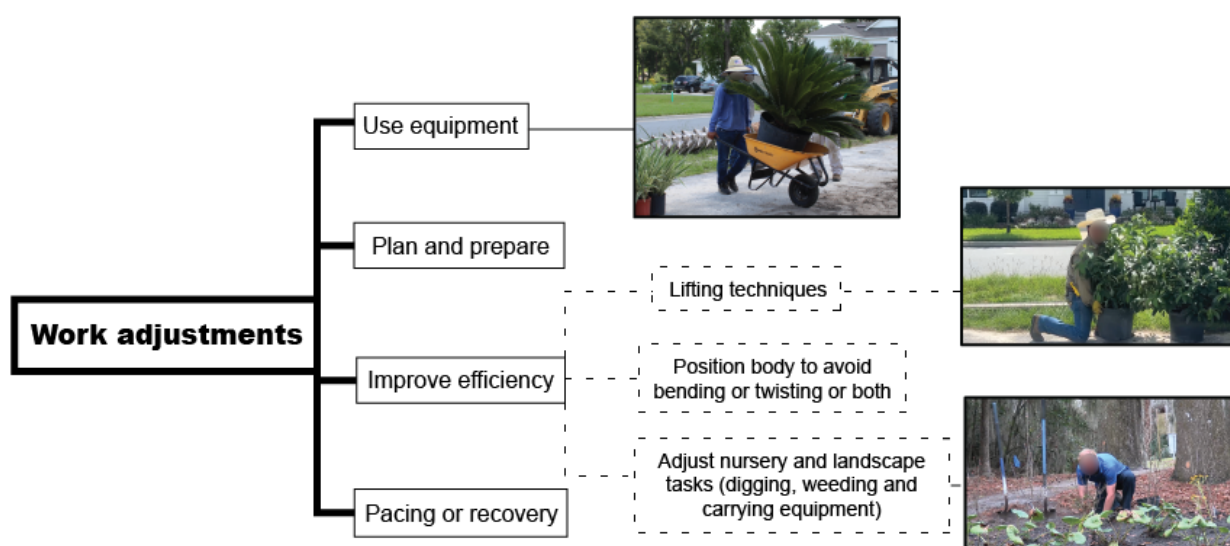 Use equipment
Plan and prepare
Lifting techniques
Work adjustments
Position body to avoid
bending or twisting or both
Improve efficiency
Adjust nursery and landscape
tasks (digging, weeding and
carrying equipment)
Pacing or recovery